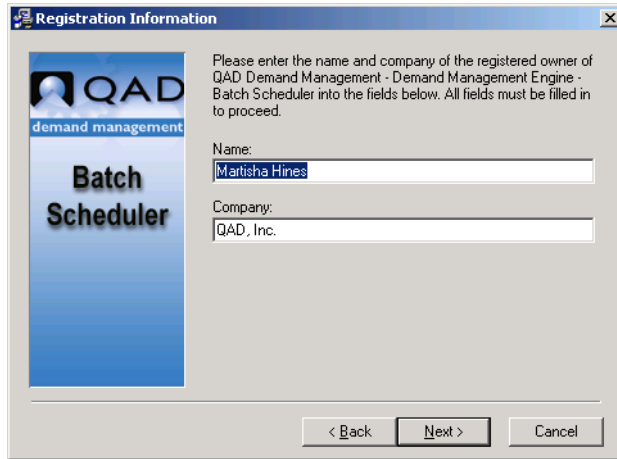 Registration Information
Please enter the name and company of the registered owner of
QAD Demand Management - Demand Management Engine -
Batch Scheduler into the fields below. All fields must be filled in
to proceed.
QAD
demand management
Batch
Scheduler
Name:
Martisha Hines
Company:
QAD, Inc.
< Back
Next >
Cancel